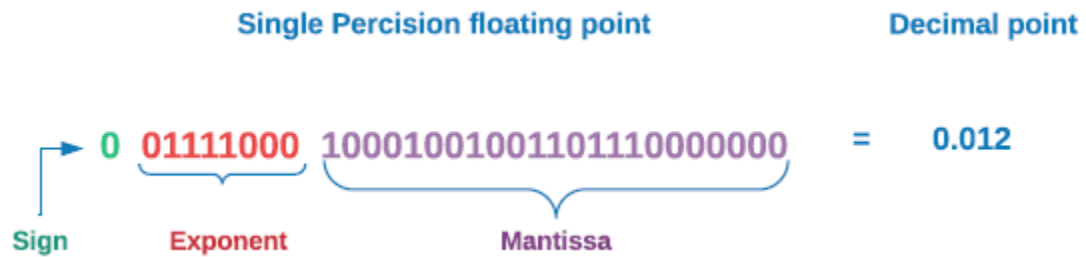 Single Percision floating point Decimal point
0 01111000 10001001001101110000000 = 0.012
Sign Exponent Mantissa